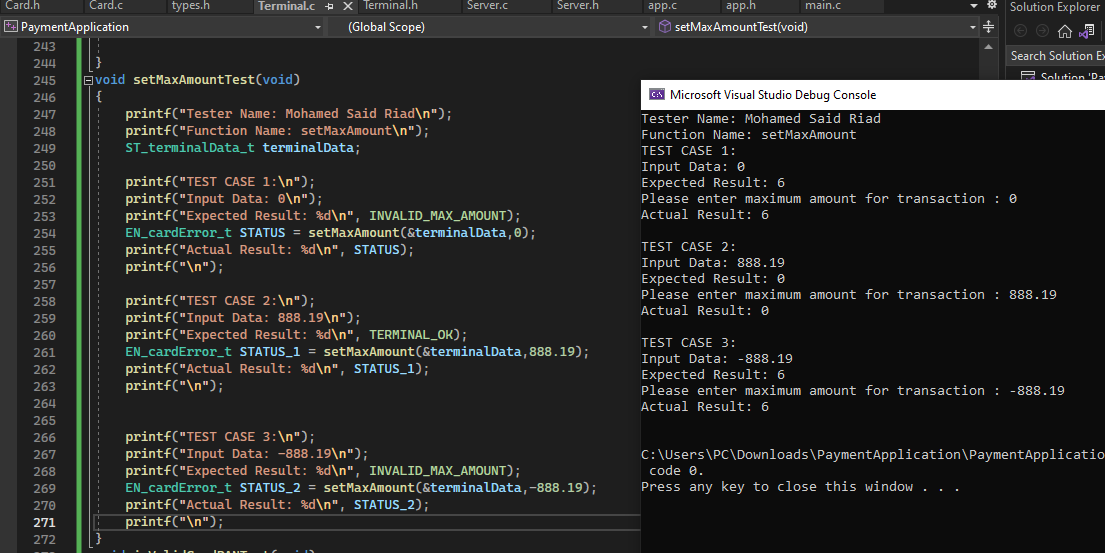 Card.h Card.c types.h Terminal.c Terminal.h Server.c Server.h app.c app.h main.c
Solution Explorer
PaymentApplication (Global Scope) setMaxAmountTest(void)
Search Solution Ex
Solution 'Pa
243
244 }
245 void setMaxAmountTest(void)
246 {
247 printf("Tester Name: Mohamed Said Riad\n");
248 printf("Function Name: setMaxAmount\n");
249 ST_terminalData_t terminalData;
250
251 printf("TEST CASE 1:\n");
252 printf("Input Data: 0\n");
253 printf("Expected Result: %d\n", INVALID_MAX_AMOUNT);
254 EN_cardError_t STATUS = setMaxAmount(&terminalData,0);
255 printf("Actual Result: %d\n", STATUS);
256 printf("\n");
257
258 printf("TEST CASE 2:\n");
259 printf("Input Data: 888.19\n");
260 printf("Expected Result: %d\n", TERMINAL_OK);
261 EN_cardError_t STATUS_1 = setMaxAmount(&terminalData,888.19);
262 printf("Actual Result: %d\n", STATUS_1);
263 printf("\n");
264
265
266 printf("TEST CASE 3:\n");
267 printf("Input Data: -888.19\n");
268 printf("Expected Result: %d\n", INVALID_MAX_AMOUNT);
269 EN_cardError_t STATUS_2 = setMaxAmount(&terminalData,-888.19);
270 printf("Actual Result: %d\n", STATUS_2);
271 printf("\n");
272 }
Microsoft Visual Studio Debug Console
Tester Name: Mohamed Said Riad
Function Name: setMaxAmount
TEST CASE 1:
Input Data: 0
Expected Result: 6
Please enter maximum amount for transaction : 0
Actual Result: 6
TEST CASE 2:
Input Data: 888.19
Expected Result: 0
Please enter maximum amount for transaction : 888.19
Actual Result: 0
TEST CASE 3:
Input Data: -888.19
Expected Result: 6
Please enter maximum amount for transaction : -888.19
Actual Result: 6
C:\Users\PC\Downloads\PaymentApplication\PaymentApplicatio
code 0.
Press any key to close this window . . .